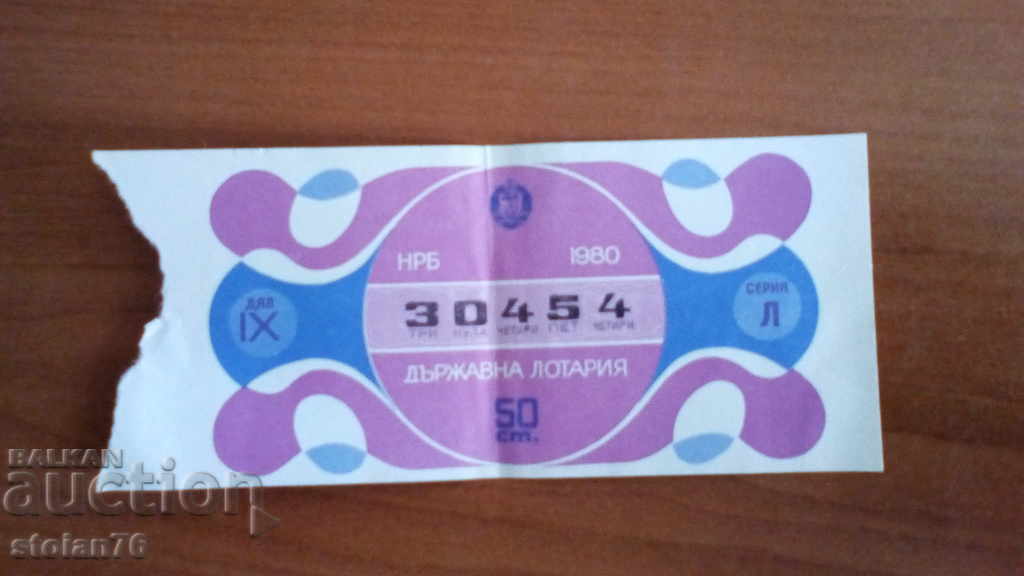 НРБ 1980
ДЯЛ
IX
30454
ТРИ НУЛА ЧЕТИРИ ПЕТ ЧЕТИРИ
СЕРИЯ
Л
ДЪРЖАВНА ЛОТАРИЯ
50
ст.
BALKAN
auction
stoian76